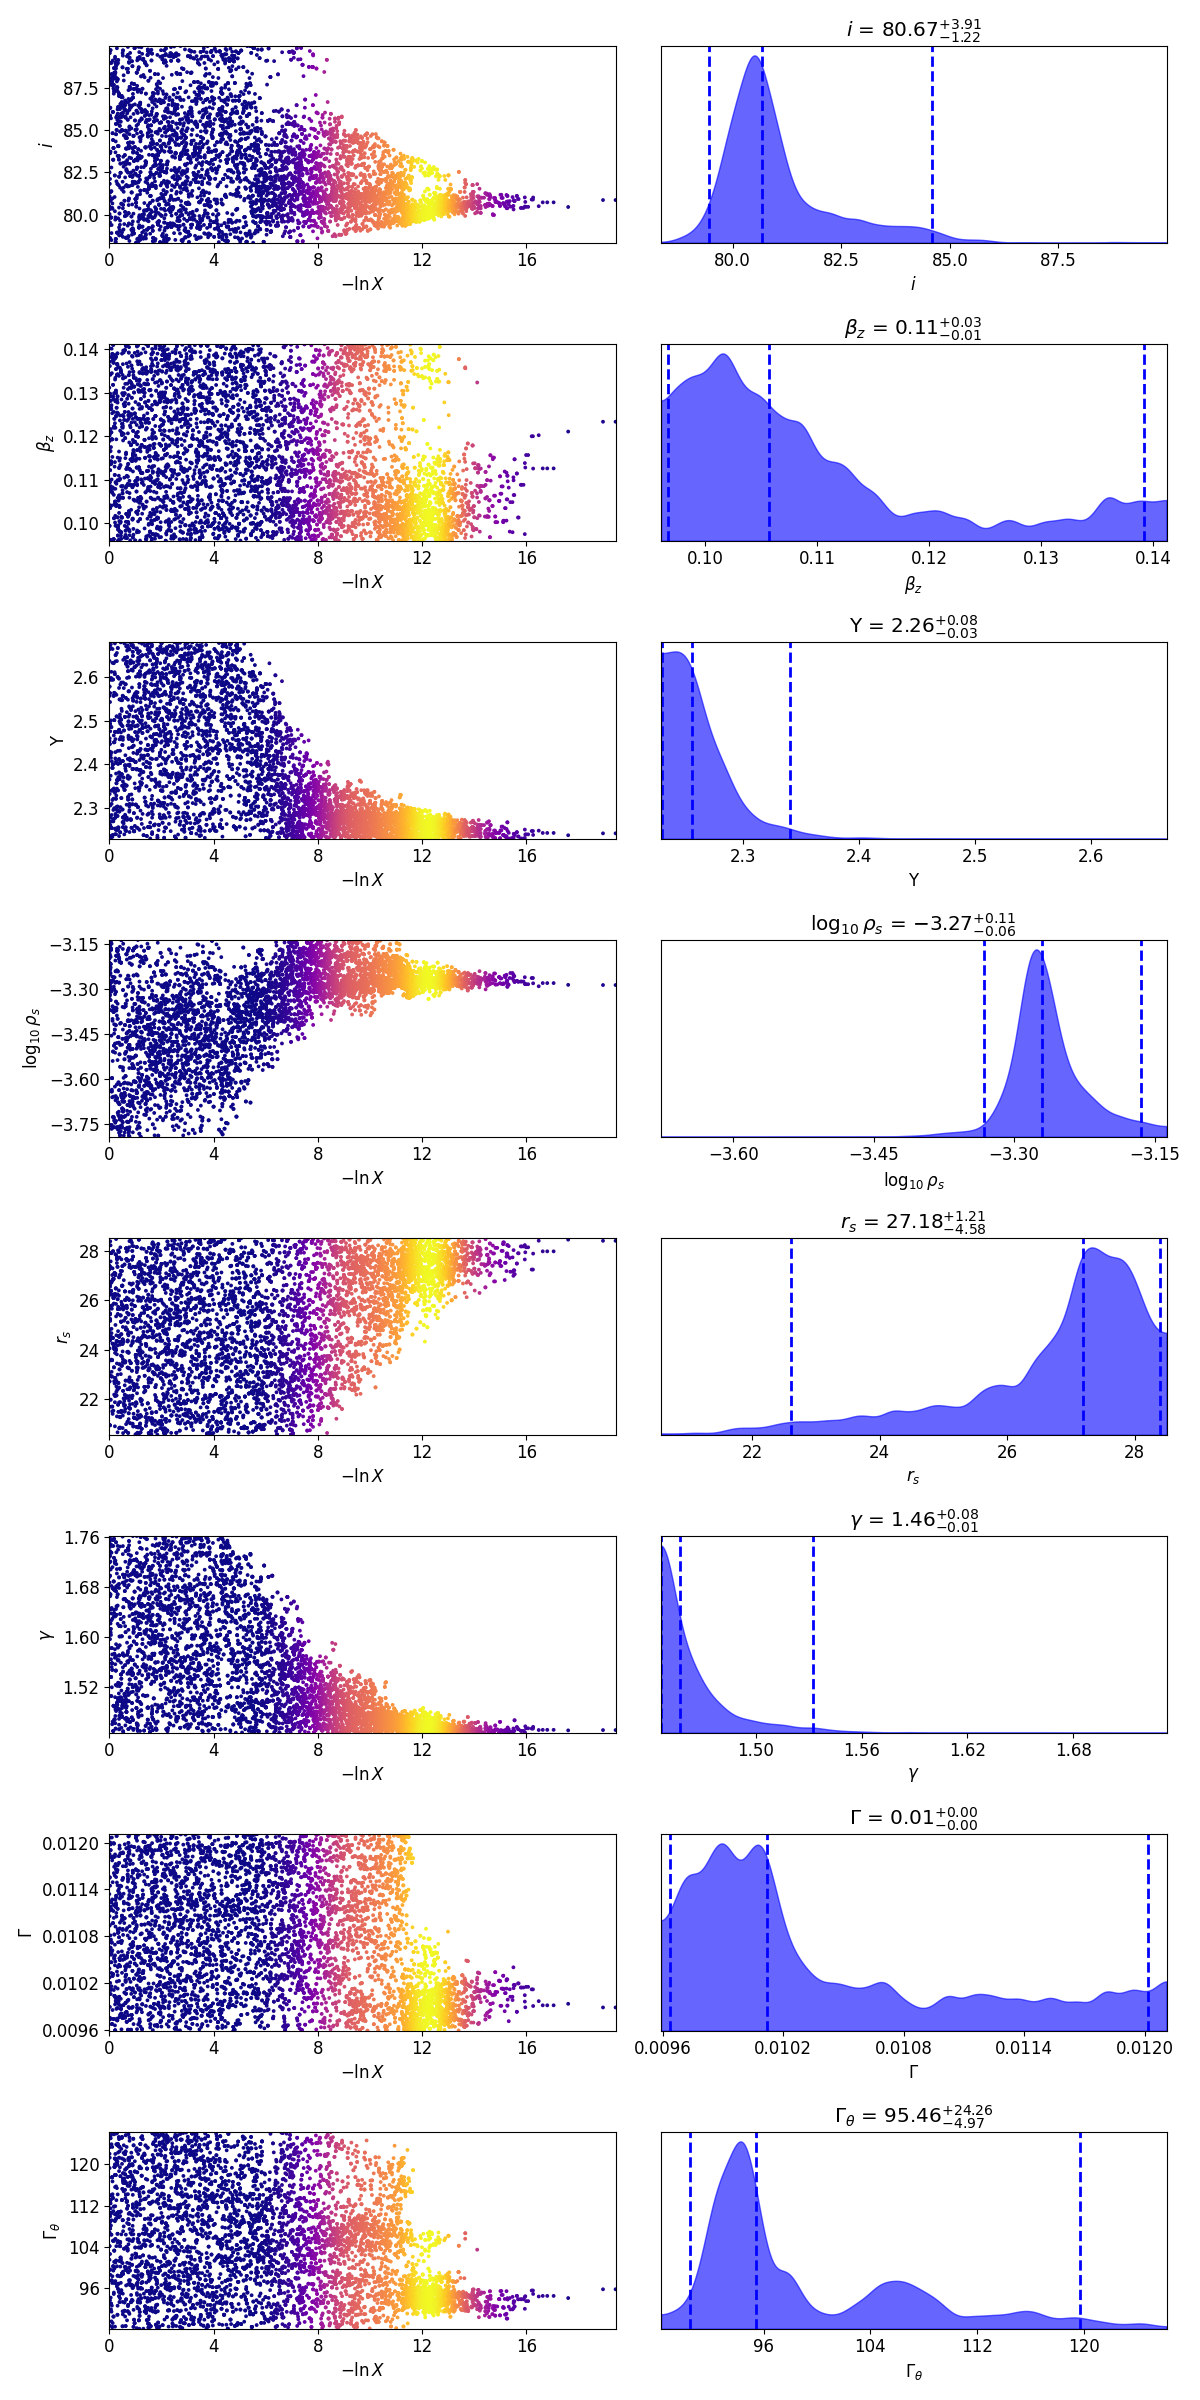 i = 80.67+3.91−1.22
87.5
85.0
82.5
80.0
i
0 4 8 12 16
−ln X
80.0 82.5 85.0 87.5
i
βz = 0.11+0.03−0.01
0.14
0.13
0.12
0.11
0.10
βz
0 4 8 12 16
−ln X
0.10 0.11 0.12 0.13 0.14
βz
Υ = 2.26+0.08−0.03
2.6
2.5
2.4
2.3
Υ
0 4 8 12 16
−ln X
2.3 2.4 2.5 2.6
Υ
log10 ρs = −3.27+0.11−0.06
−3.15
−3.30
−3.45
−3.60
−3.75
log10 ρs
0 4 8 12 16
−ln X
−3.60 −3.45 −3.30 −3.15
log10 ρs
rs = 27.18+1.21−4.58
28
26
24
22
rs
0 4 8 12 16
−ln X
22 24 26 28
rs
γ = 1.46+0.08−0.01
1.76
1.68
1.60
1.52
γ
0 4 8 12 16
−ln X
1.50 1.56 1.62 1.68
γ
Γ = 0.01+0.00−0.00
0.0120
0.0114
0.0108
0.0102
0.0096
Γ
0 4 8 12 16
−ln X
0.0096 0.0102 0.0108 0.0114 0.0120
Γ
Γθ = 95.46+24.26−4.97
120
112
104
96
Γθ
0 4 8 12 16
−ln X
96 104 112 120
Γθ